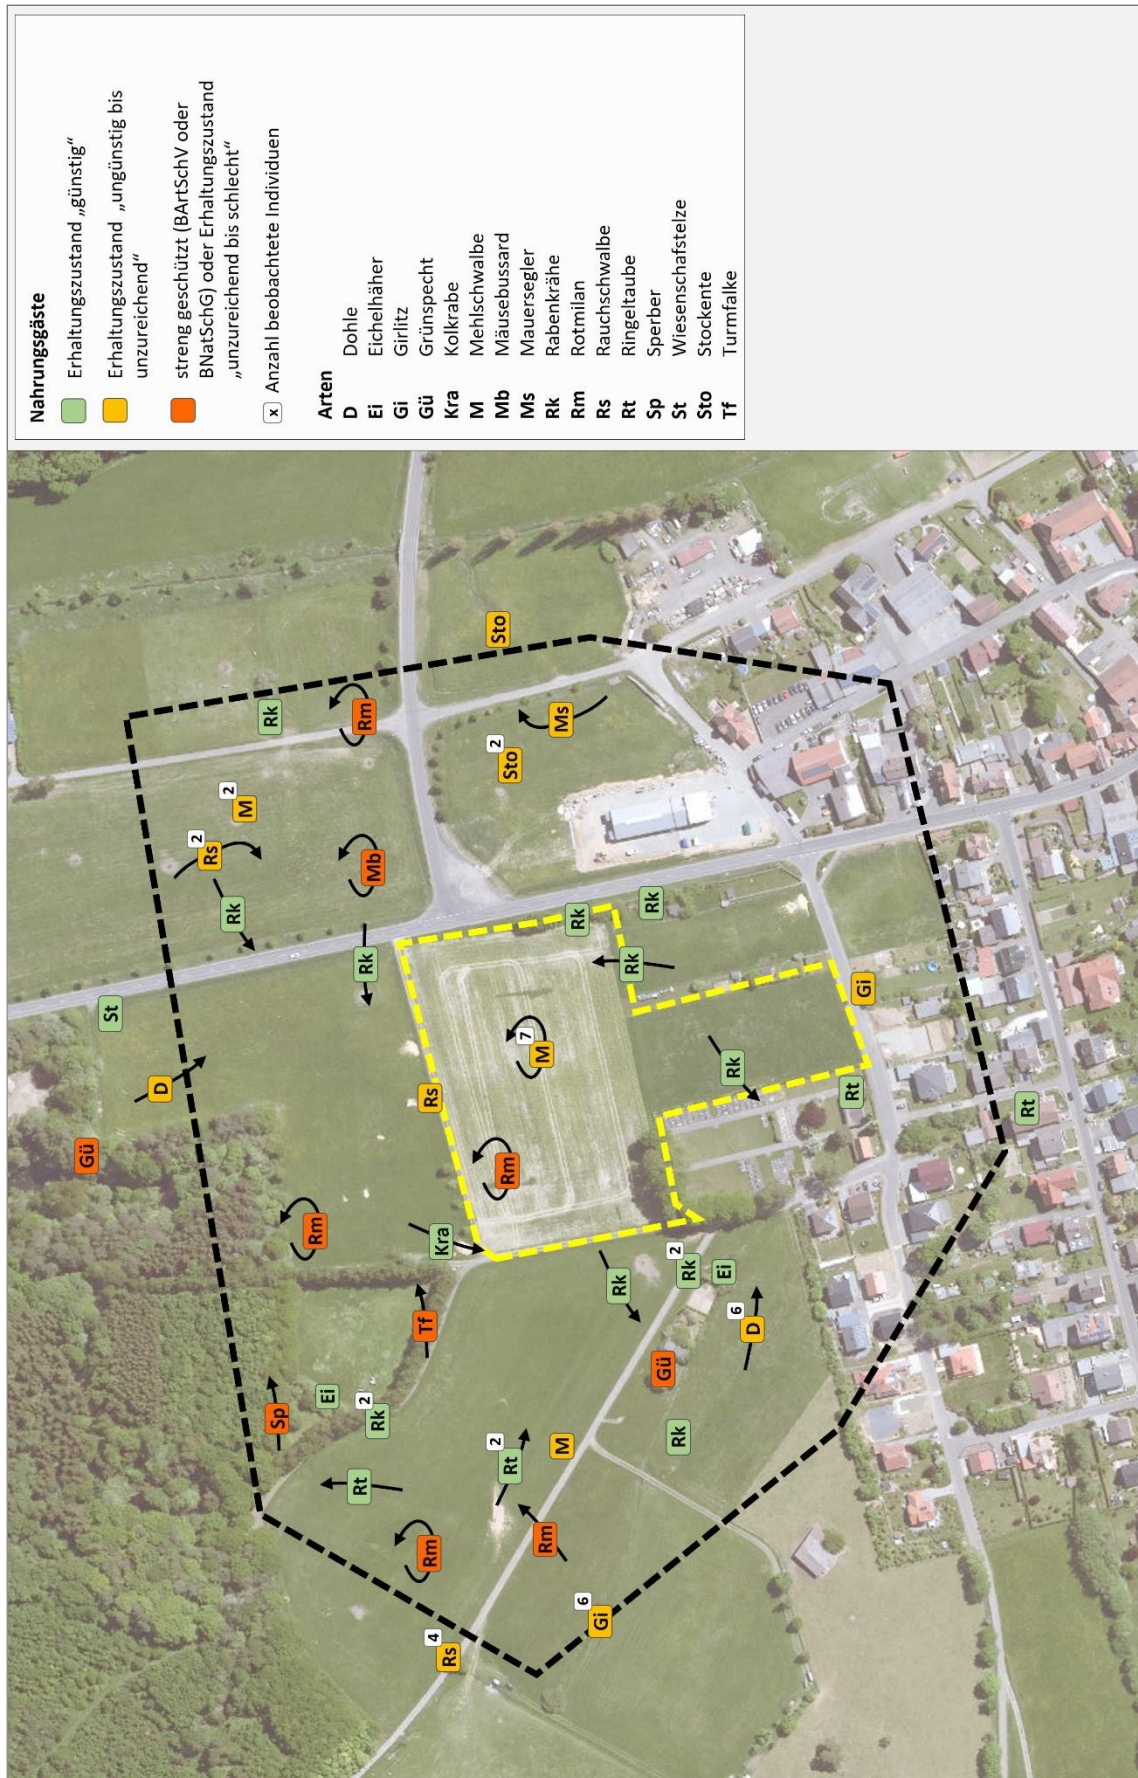 Gü
St
D
2
Rs
2
M
Rk
Rk
Sp
Rm
Ei
Rt
Rm
2
Rk
Rk
Mb
Tf
Rm
Rs
4
Rs
Kra
2
Sto
2
Rt
Sto
Rm
7
M
Rm
Ms
M
Rk
6
Gi
Rk
Rk
Rk
Gü
Rk
2
Rk
Ei
Rk
6
D
Rt
Gi
Rt
Nahrungsgäste
Erhaltungszustand „günstig“
Erhaltungszustand „ungünstig bis
unzureichend“
streng geschützt (BArtSchV oder
BNatSchG) oder Erhaltungszustand
„unzureichend bis schlecht“
x Anzahl beobachtete Individuen
Arten
D Dohle
Ei Eichelhäher
Gi Girlitz
Gü Grünspecht
Kra Kolkrabe
M Mehlschwalbe
Mb Mäusebussard
Ms Mauersegler
Rk Rabenkrähe
Rm Rotmilan
Rs Rauchschwalbe
Rt Ringeltaube
Sp Sperber
St Wiesenschafstelze
Sto Stockente
Tf Turmfalke